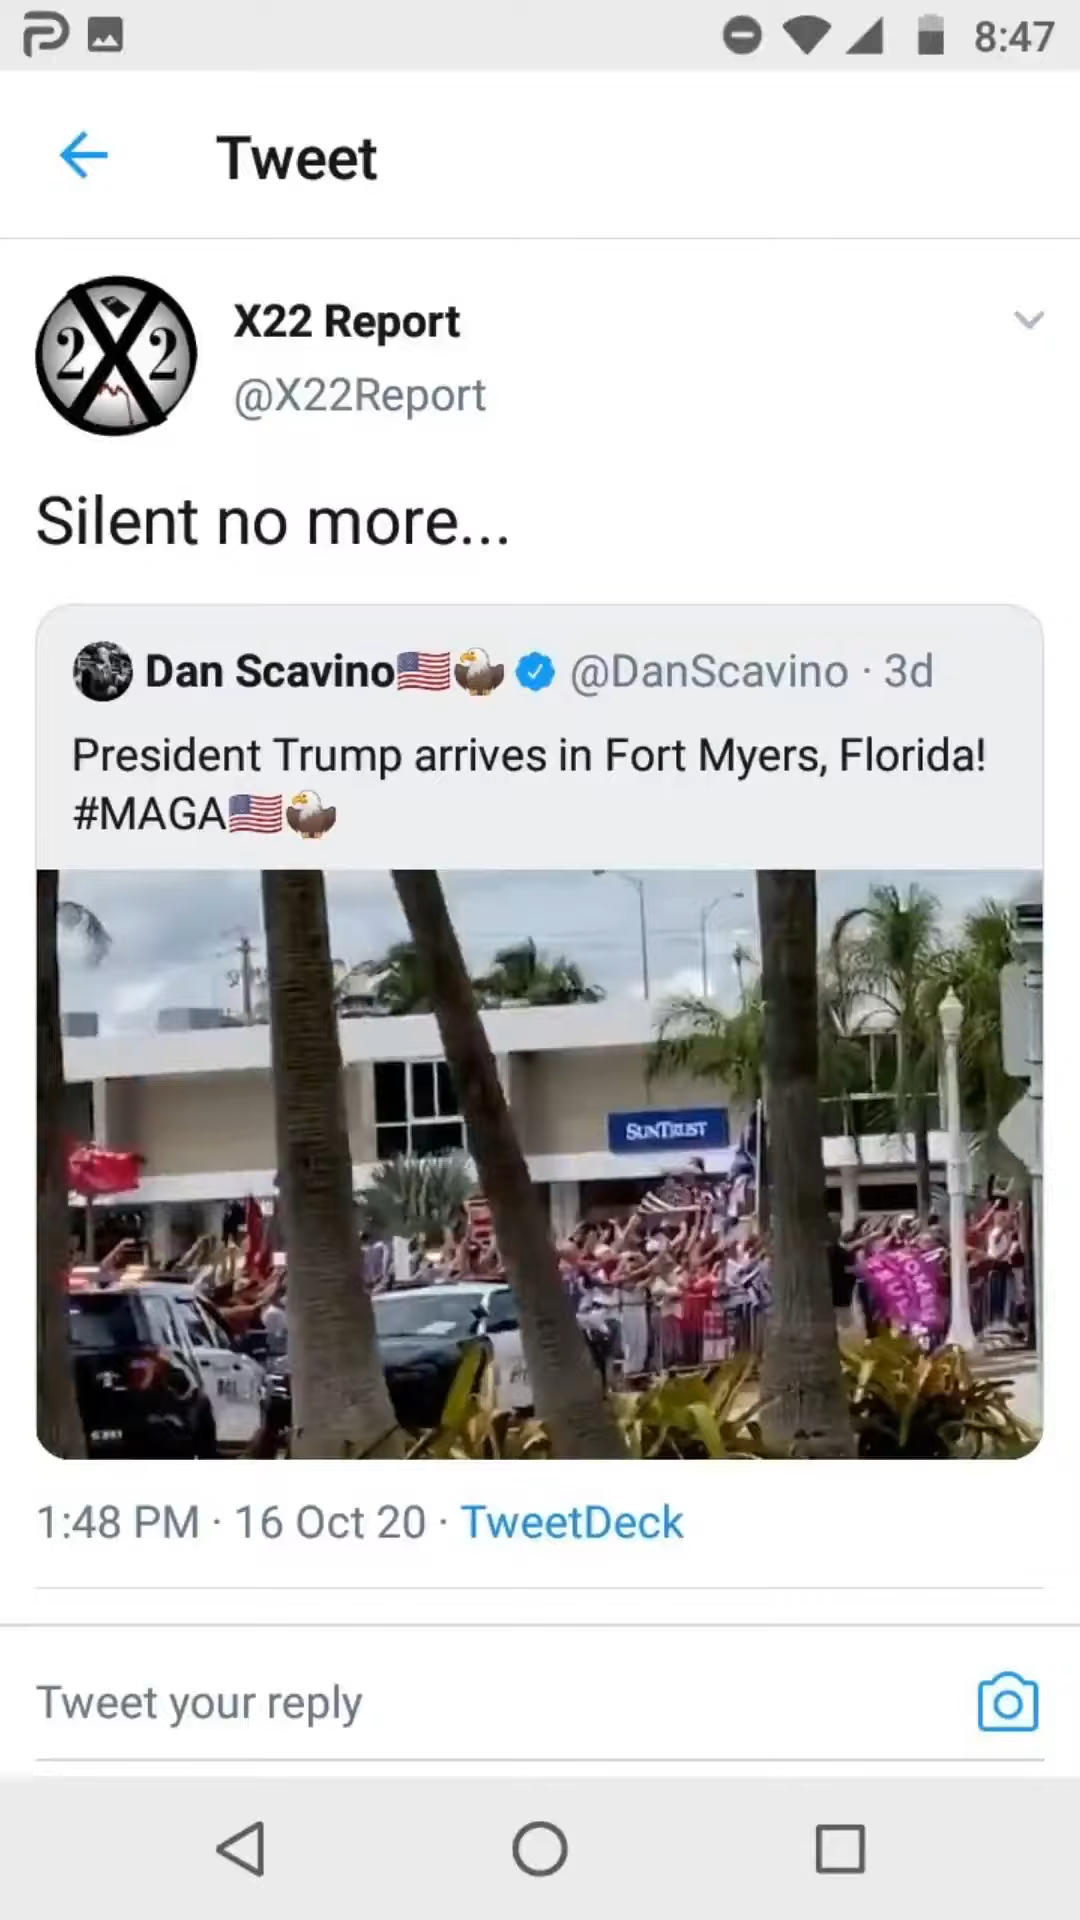 8:47
Tweet
2X2
X22 Report
@X22Report
Silent no more...
Dan Scavino🇺🇸🦅 @DanScavino · 3d
President Trump arrives in Fort Myers, Florida!
#MAGA🇺🇸🦅
SUNTRUST
1:48 PM · 16 Oct 20 · TweetDeck
Tweet your reply